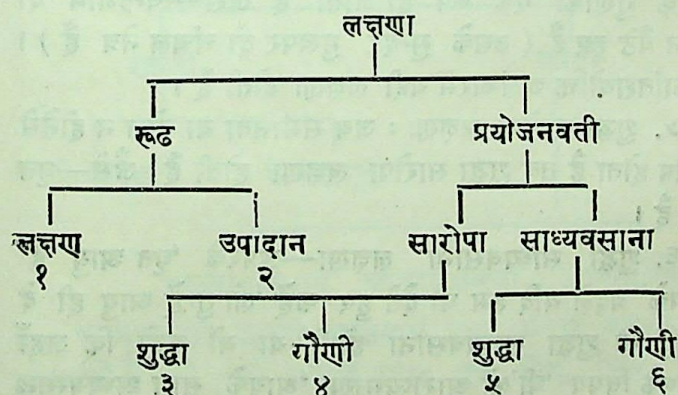 लक्षणा
रूढ प्रयोजनवती
लक्षण उपादान सारोपा साध्यवसाना
१ २
शुद्धा गौणी शुद्धा गौणी
३ ४ ५ ६